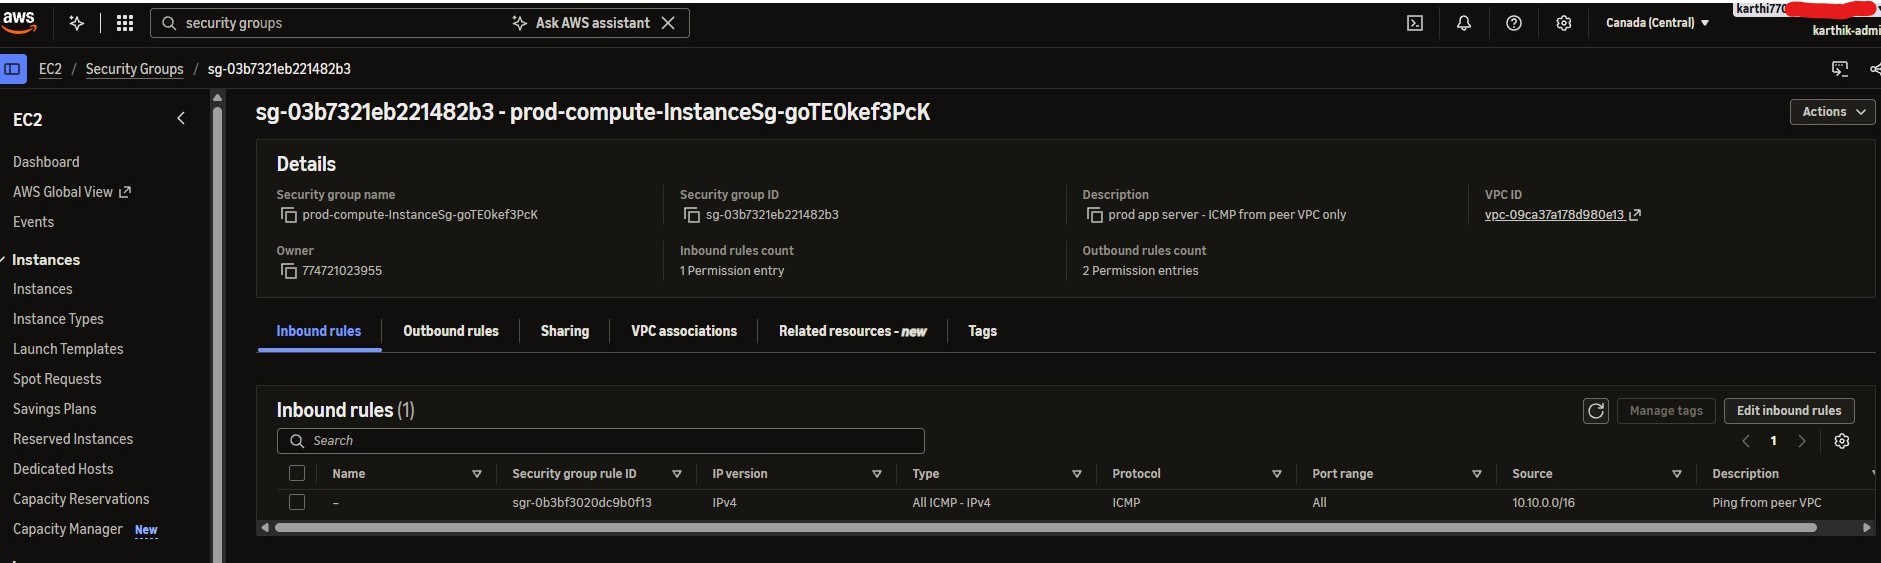 aws
security groups
Ask AWS assistant
Canada (Central)
karthi770
karthik-admi
EC2 / Security Groups / sg-03b7321eb221482b3
EC2
Dashboard
AWS Global View
Events
Instances
Instances
Instance Types
Launch Templates
Spot Requests
Savings Plans
Reserved Instances
Dedicated Hosts
Capacity Reservations
Capacity Manager New
sg-03b7321eb221482b3 - prod-compute-InstanceSg-goTE0kef3PcK
Actions
Details
Security group name
prod-compute-InstanceSg-goTE0kef3PcK
Security group ID
sg-03b7321eb221482b3
Description
prod app server - ICMP from peer VPC only
VPC ID
vpc-09ca37a178d980e13
Owner
774721023955
Inbound rules count
1 Permission entry
Outbound rules count
2 Permission entries
Inbound rules Outbound rules Sharing VPC associations Related resources - new Tags
Inbound rules (1)
Manage tags
Edit inbound rules
Search
1
Name Security group rule ID IP version Type Protocol Port range Source Description
- sgr-0b3bf3020dc9b0f13 IPv4 All ICMP - IPv4 ICMP All 10.10.0.0/16 Ping from peer VPC